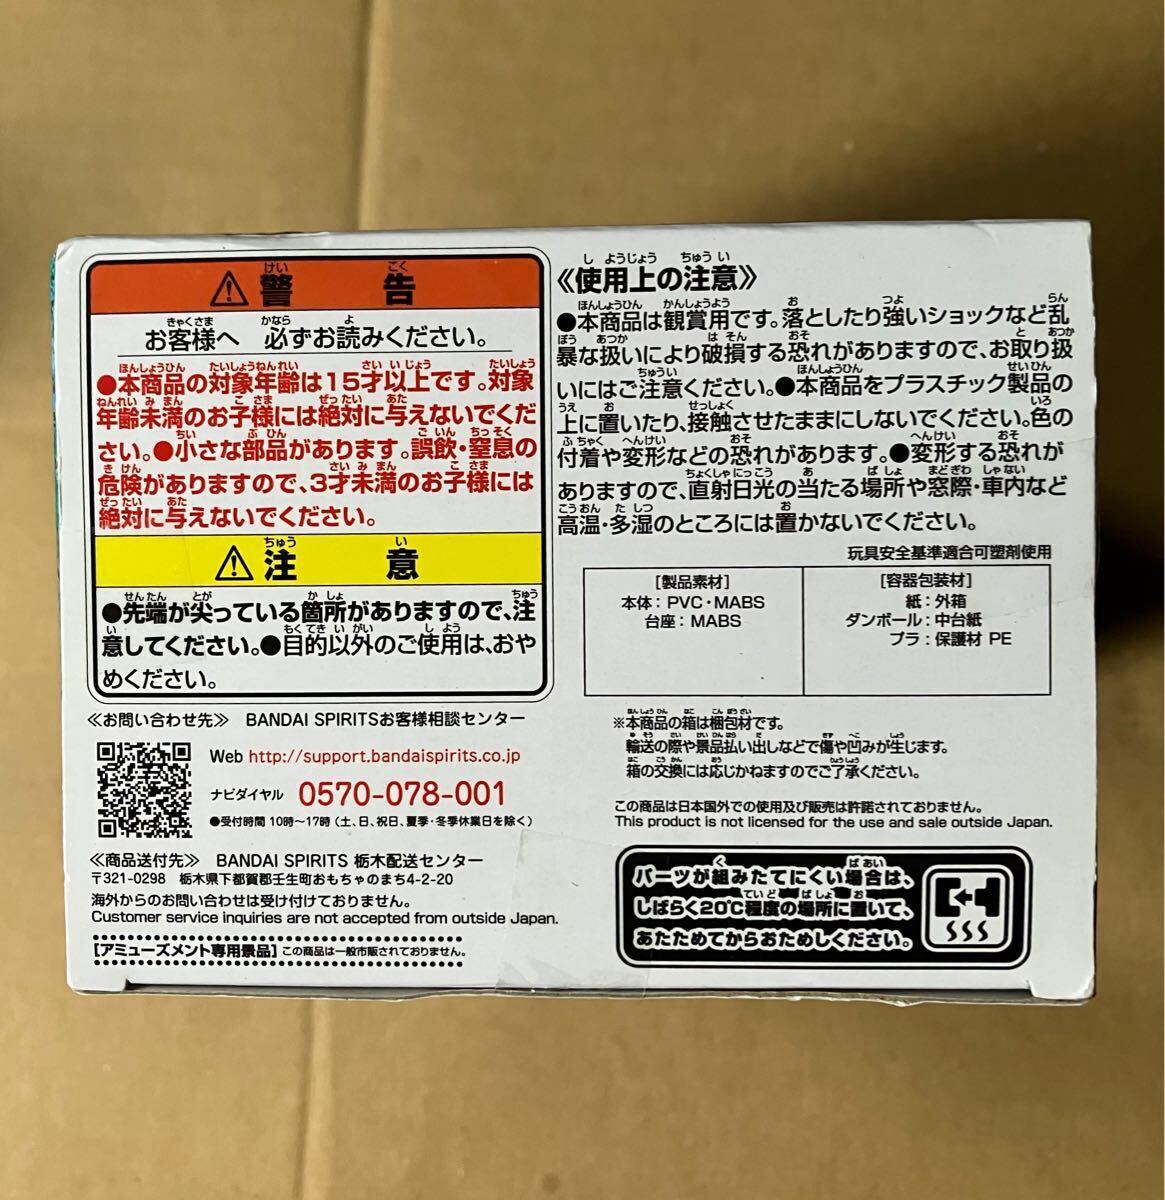 ⚠警告
お客様へ 必ずお読みください。
●本商品の対象年齢は15才以上です。対象
年齢未満のお子様には絶対に与えないでくだ
さい。●小さな部品があります。誤飲・窒息の
危険がありますので、3才未満のお子様には
絶対に与えないでください。
⚠注意
●先端が尖っている箇所がありますので、注
意してください。●目的以外のご使用は、おや
めください。
≪お問い合わせ先≫ BANDAI SPIRITSお客様相談センター
Web http://support.bandaispirits.co.jp
ナビダイヤル 0570-078-001
●受付時間 10時〜17時(土、日、祝日、夏季・冬季休業日を除く)
≪商品送付先≫ BANDAI SPIRITS 栃木配送センター
〒321-0298 栃木県下都賀郡壬生町おもちゃのまち4-2-20
海外からのお問い合わせは受け付けておりません。
Customer service inquiries are not accepted from outside Japan.
[アミューズメント専用景品] この商品は一般市販されておりません。
≪使用上の注意≫
●本商品は観賞用です。落としたり強いショックなど乱
暴な扱いにより破損する恐れがありますので、お取り扱
いにはご注意ください。●本商品をプラスチック製品の
上に置いたり、接触させたままにしないでください。色の
付着や変形などの恐れがあります。●変形する恐れが
ありますので、直射日光の当たる場所や窓際・車内など
高温・多湿のところには置かないでください。
玩具安全基準適合可塑剤使用
[製品素材]
本体:PVC・MABS
台座:MABS
[容器包装材]
紙:外箱
ダンボール:中台紙
プラ:保護材 PE
※本商品の箱は梱包材です。
輸送の際や景品払い出しなどで傷や凹みが生じます。
箱の交換には応じかねますのでご了承ください。
この商品は日本国外での使用及び販売は許諾されておりません。
This product is not licensed for the use and sale outside Japan.
パーツが組みたてにくい場合は、
しばらく20℃程度の場所に置いて、
あたためてからおためしください。